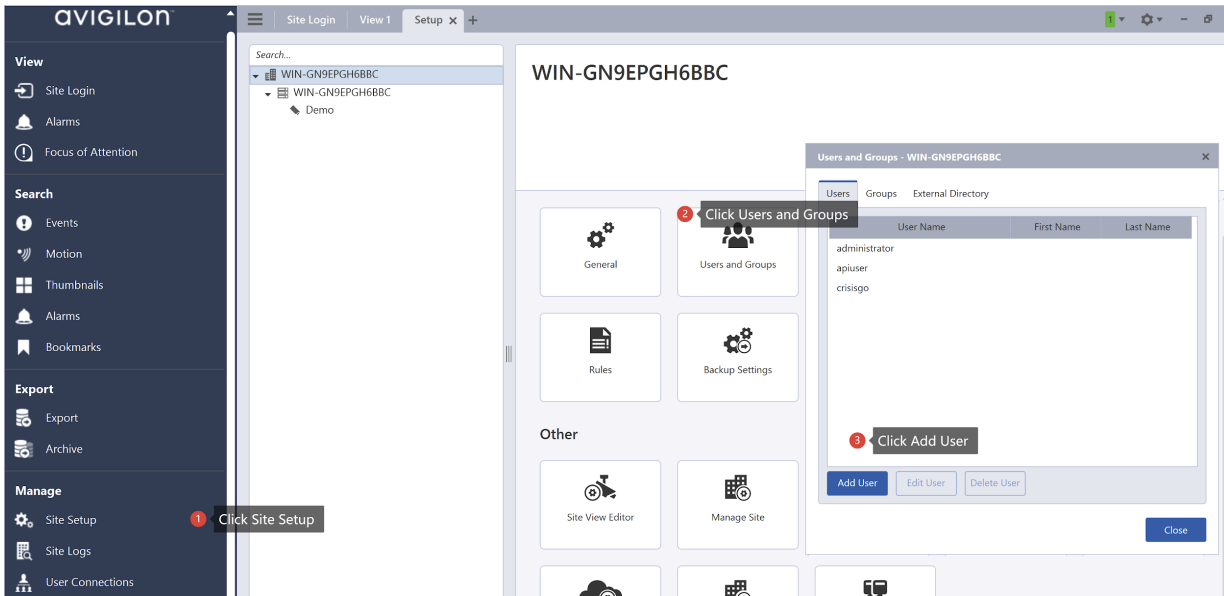 avigilon
View
Site Login
Alarms
Focus of Attention
Search
Events
Motion
Thumbnails
Alarms
Bookmarks
Export
Export
Archive
Manage
Site Setup
Site Logs
User Connections
1 Click Site Setup
Site Login View 1 Setup × +
1
Search...
WIN-GN9EPGH6BBC
WIN-GN9EPGH6BBC
Demo
WIN-GN9EPGH6BBC
General
Users and Groups
2 Click Users and Groups
Rules
Backup Settings
Other
Site View Editor
Manage Site
Users and Groups - WIN-GN9EPGH6BBC
Users Groups External Directory
User Name First Name Last Name
administrator
apiuser
crisisgo
3 Click Add User
Add User Edit User Delete User
Close